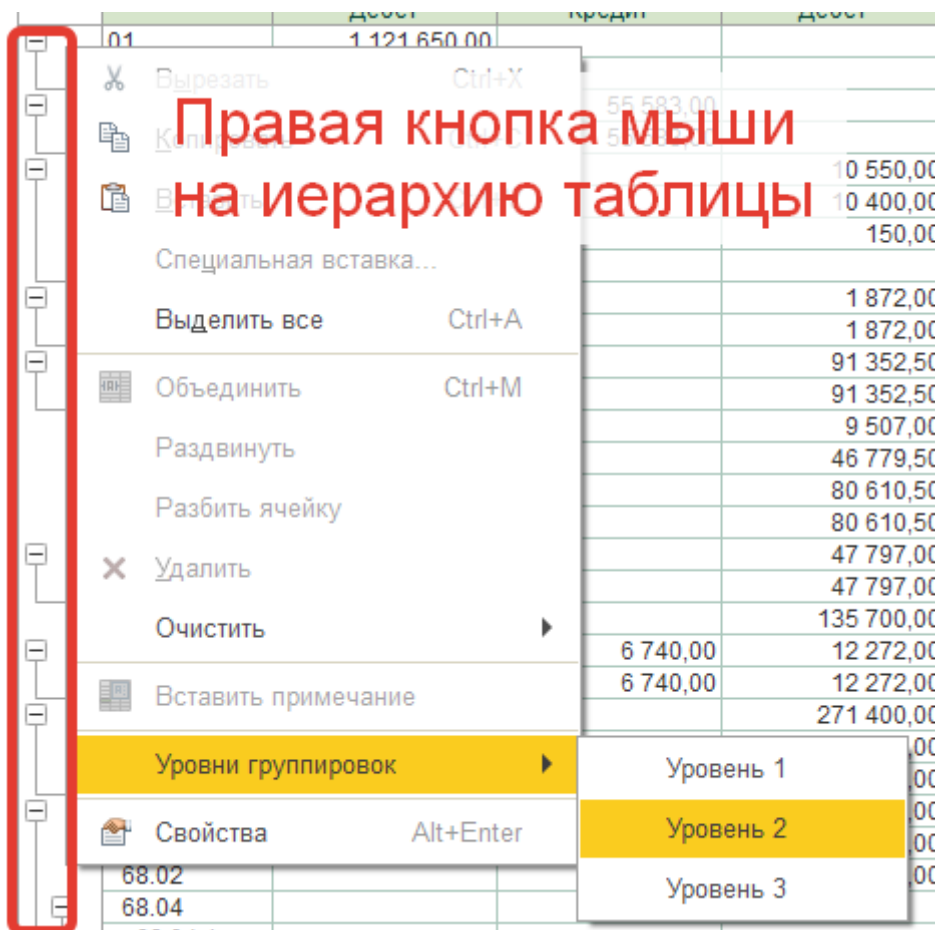 Дебет Кредит Дебет
01 1 121 650,00
Вырезать Ctrl+X
55 583,00
Правая кнопка мыши
Копировать
на иерархию таблицы
10 550,00
Вставить
10 400,00
150,00
Специальная вставка...
Выделить все Ctrl+A
1 872,00
1 872,00
91 352,50
Объединить Ctrl+M
91 352,50
9 507,00
Раздвинуть
46 779,50
80 610,50
Разбить ячейку
80 610,50
47 797,00
Удалить
47 797,00
135 700,00
Очистить
6 740,00 12 272,00
6 740,00 12 272,00
Вставить примечание
271 400,00
Уровни группировок
Уровень 1
Уровень 2
Свойства Alt+Enter
68.02
Уровень 3
68.04